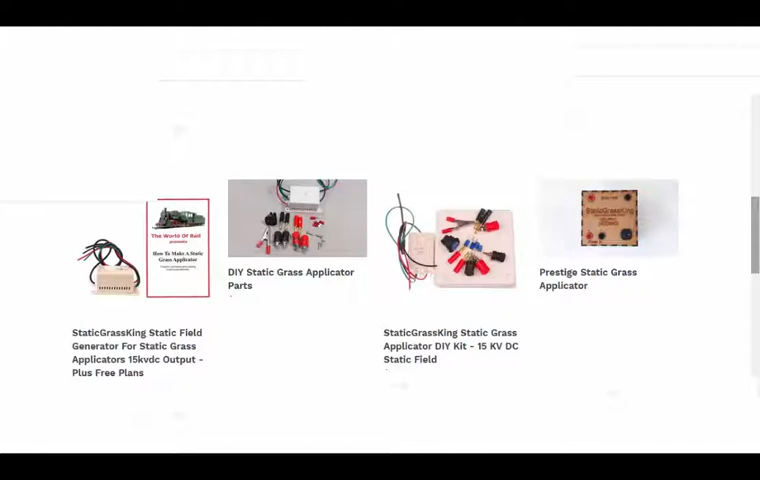 The World Of Rail
presents
How To Make A Static
Grass Applicator
StaticGrassKing
DIY Static Grass Applicator
Parts
Prestige Static Grass
Applicator
StaticGrassKing Static Field
Generator For Static Grass
Applicators 15kvdc Output -
Plus Free Plans
StaticGrassKing Static Grass
Applicator DIY Kit - 15 KV DC
Static Field